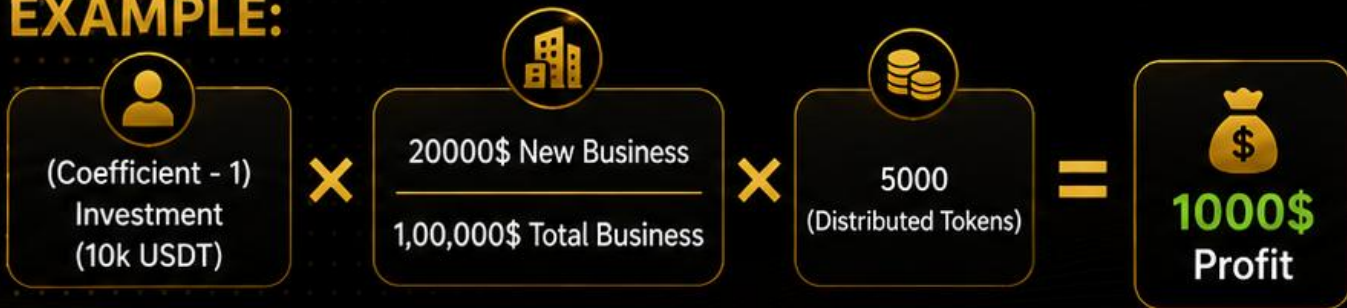 EXAMPLE:
(Coefficient - 1)
Investment
(10k USDT)
×
20000$ New Business
1,00,000$ Total Business
×
5000
(Distributed Tokens)
=
$
1000$
Profit